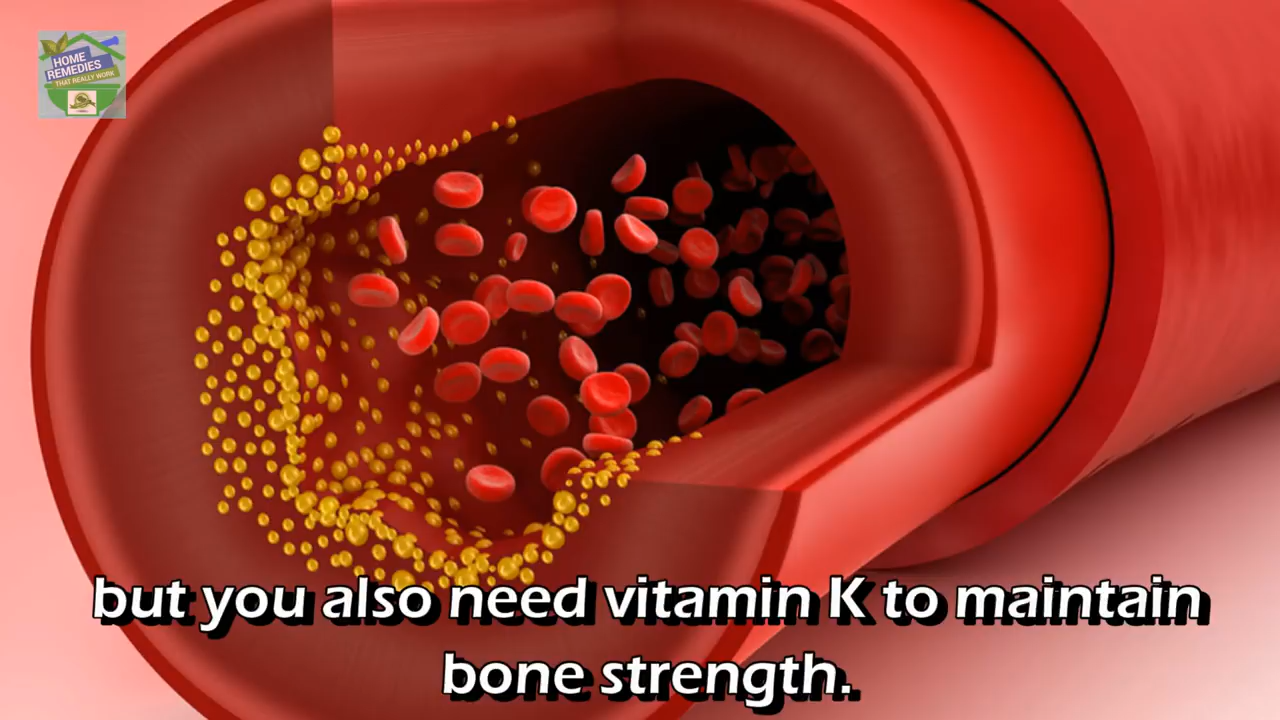 HOME
REMEDIES
THAT REALLY WORK
but you also need vitamin K to maintain
bone strength.